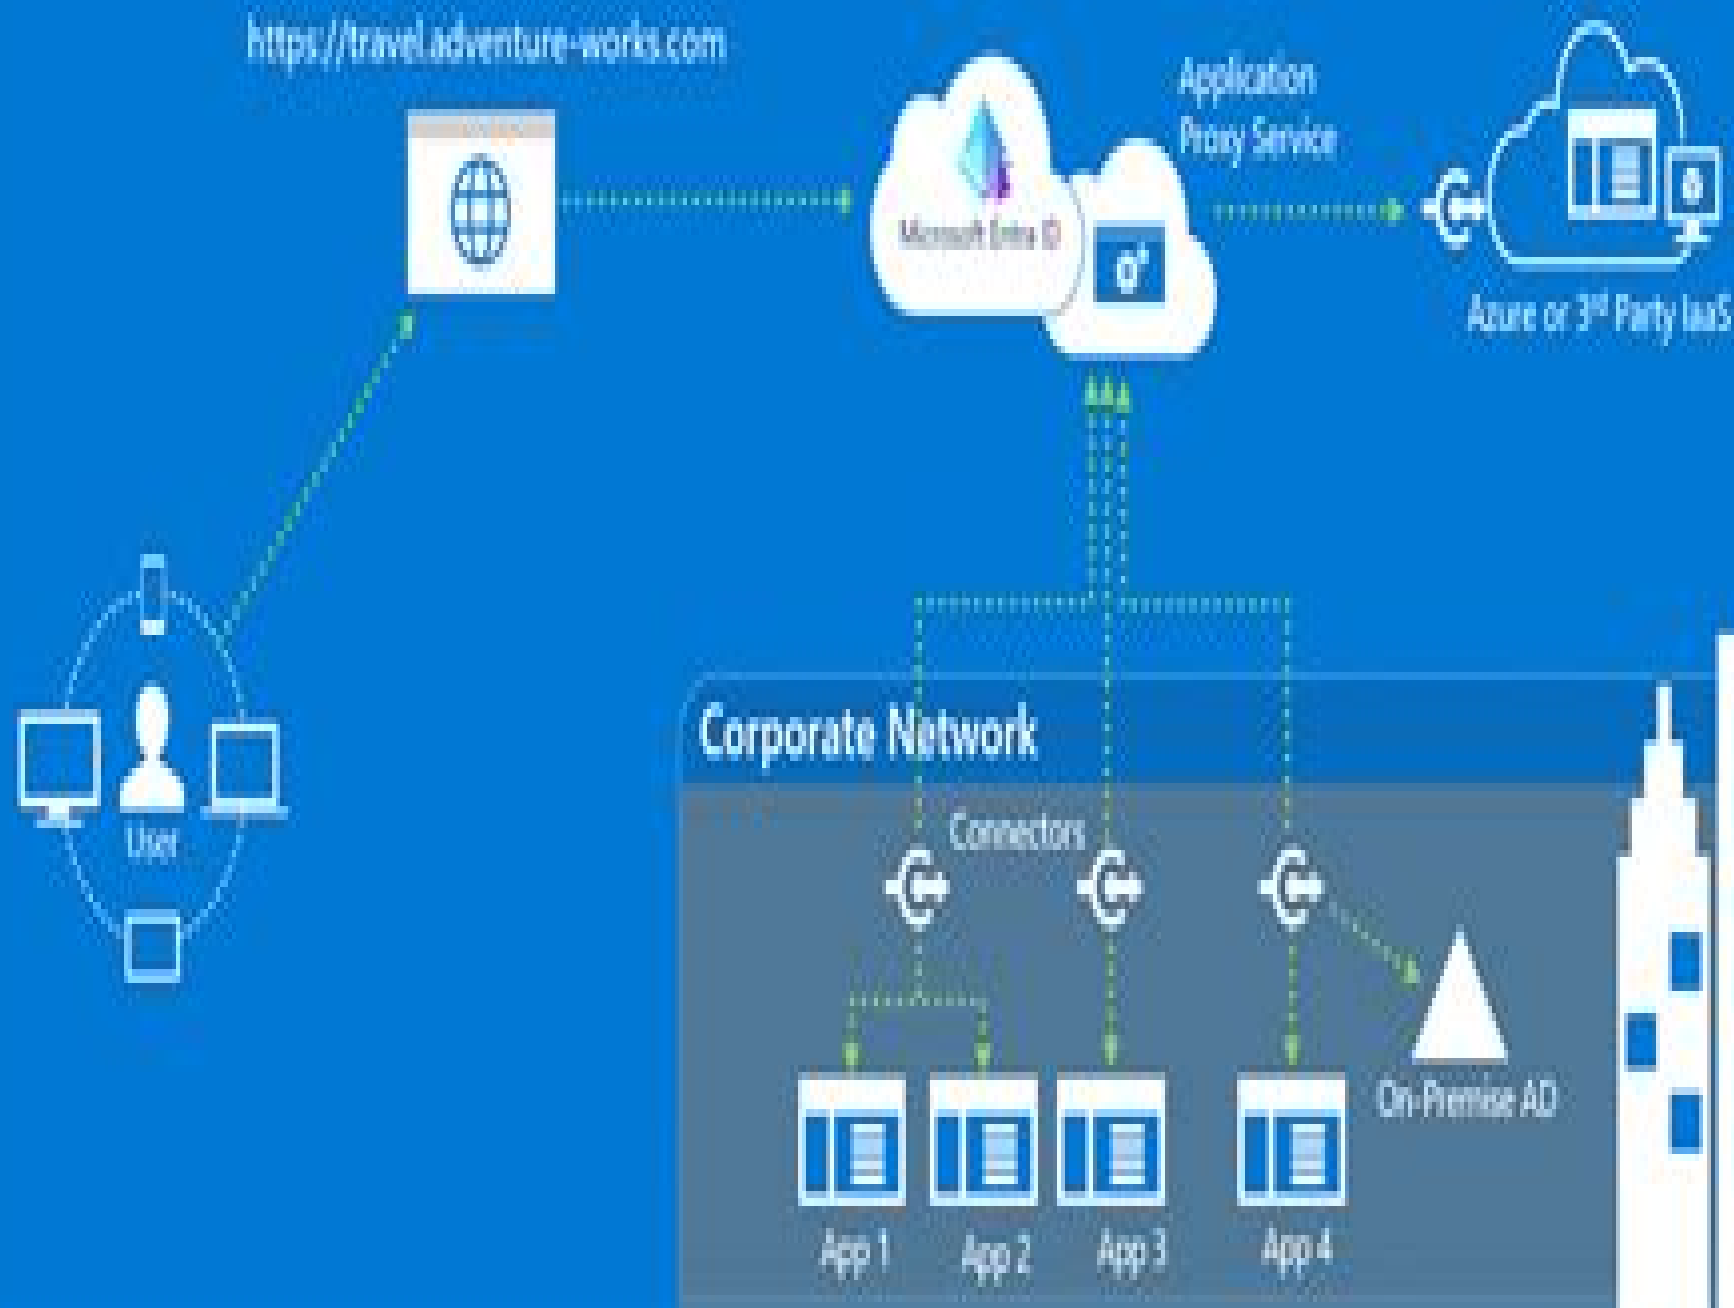 https://travel.adventure-works.com
Application
Proxy Service
Microsoft Entra ID
Azure or 3rd Party IaaS
Corporate Network
Connectors
User
On-Premise AD
App 1
App 2
App 3
App 4